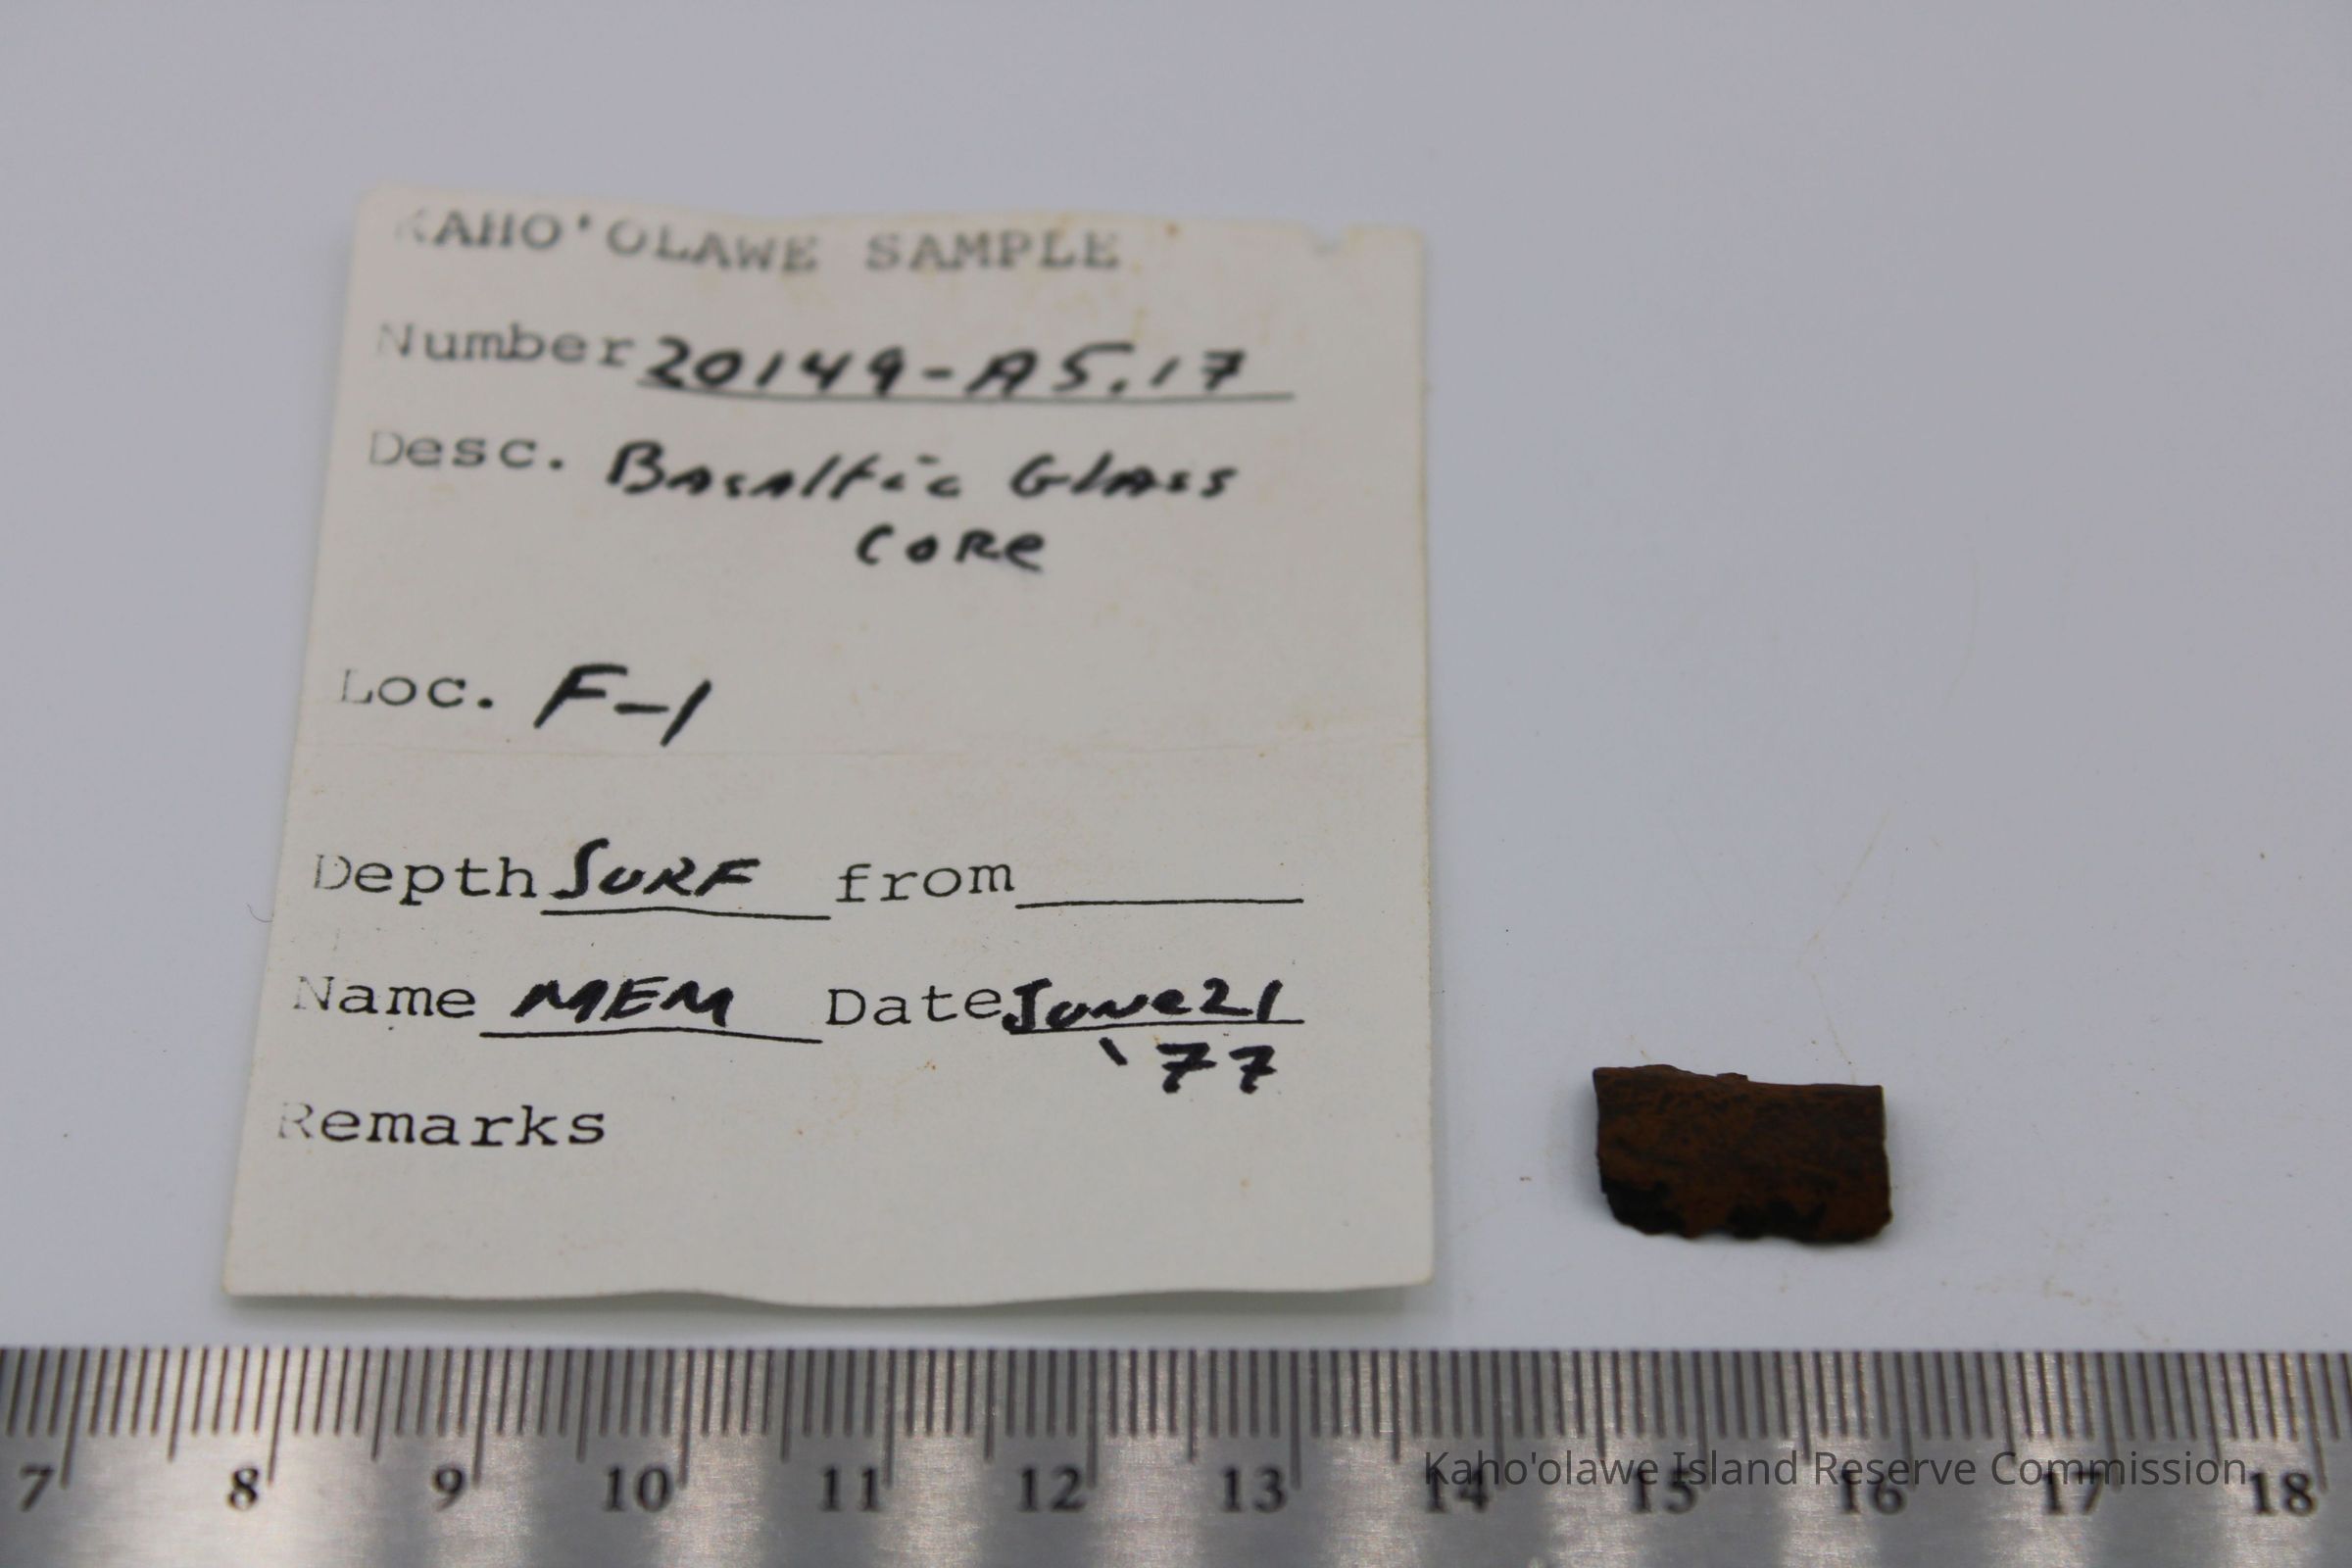 KAHO'OLAWE SAMPLE
Number 20149-A5.17
Desc. Basaltic Glass
Core
Loc. F-1
Depth SURF from
Name MEM Date June 21
'77
Remarks
7 8 9 10 11 12 13 14 15 16 17 18
Kaho'olawe Island Reserve Commission